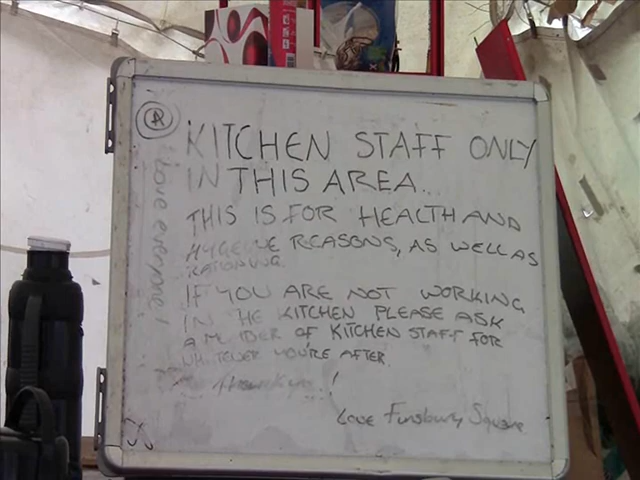 R
KITCHEN STAFF ONLY
IN THIS AREA..
THIS IS FOR HEALTH AND
HYGEINE REASONS, AS WELL AS
RATIONING.
IF YOU ARE NOT WORKING
IN THE KITCHEN PLEASE ASK
A MEMBER OF KITCHEN STAFF FOR
WHATEVER YOU'RE AFTER.
Thank you!
Love Finsbury Square
love everyone!